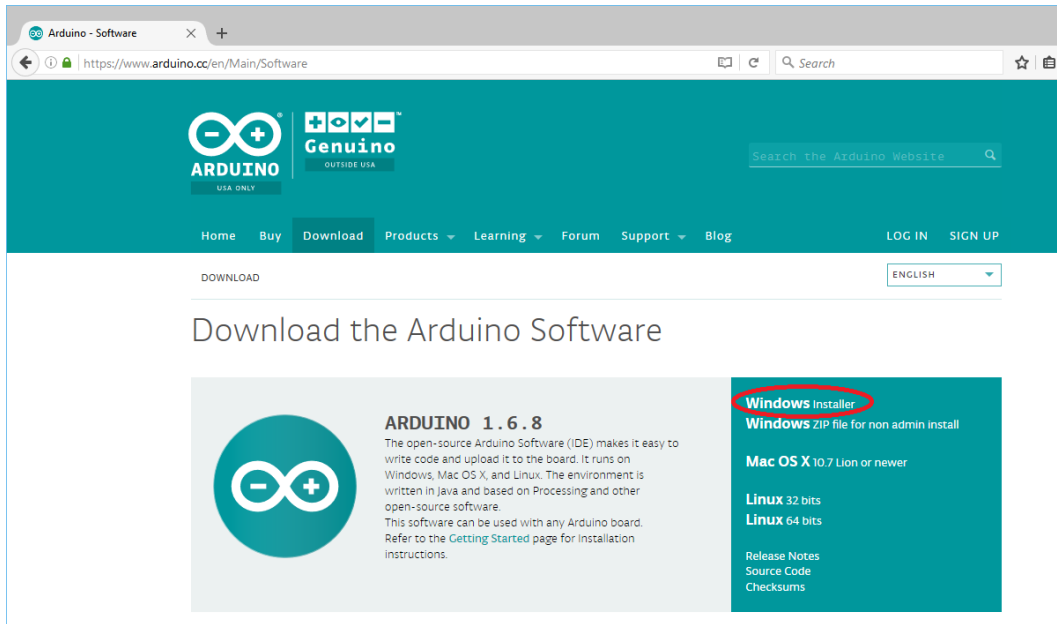 Arduino - Software
https://www.arduino.cc/en/Main/Software
Search
ARDUINO
USA ONLY
Genuino
OUTSIDE USA
Search the Arduino Website
Home Buy Download Products Learning Forum Support Blog LOG IN SIGN UP
DOWNLOAD
ENGLISH
Download the Arduino Software
ARDUINO 1.6.8
The open-source Arduino Software (IDE) makes it easy to
write code and upload it to the board. It runs on
Windows, Mac OS X, and Linux. The environment is
written in Java and based on Processing and other
open-source software.
This software can be used with any Arduino board.
Refer to the Getting Started page for Installation
instructions.
Windows Installer
Windows ZIP file for non admin install
Mac OS X 10.7 Lion or newer
Linux 32 bits
Linux 64 bits
Release Notes
Source Code
Checksums